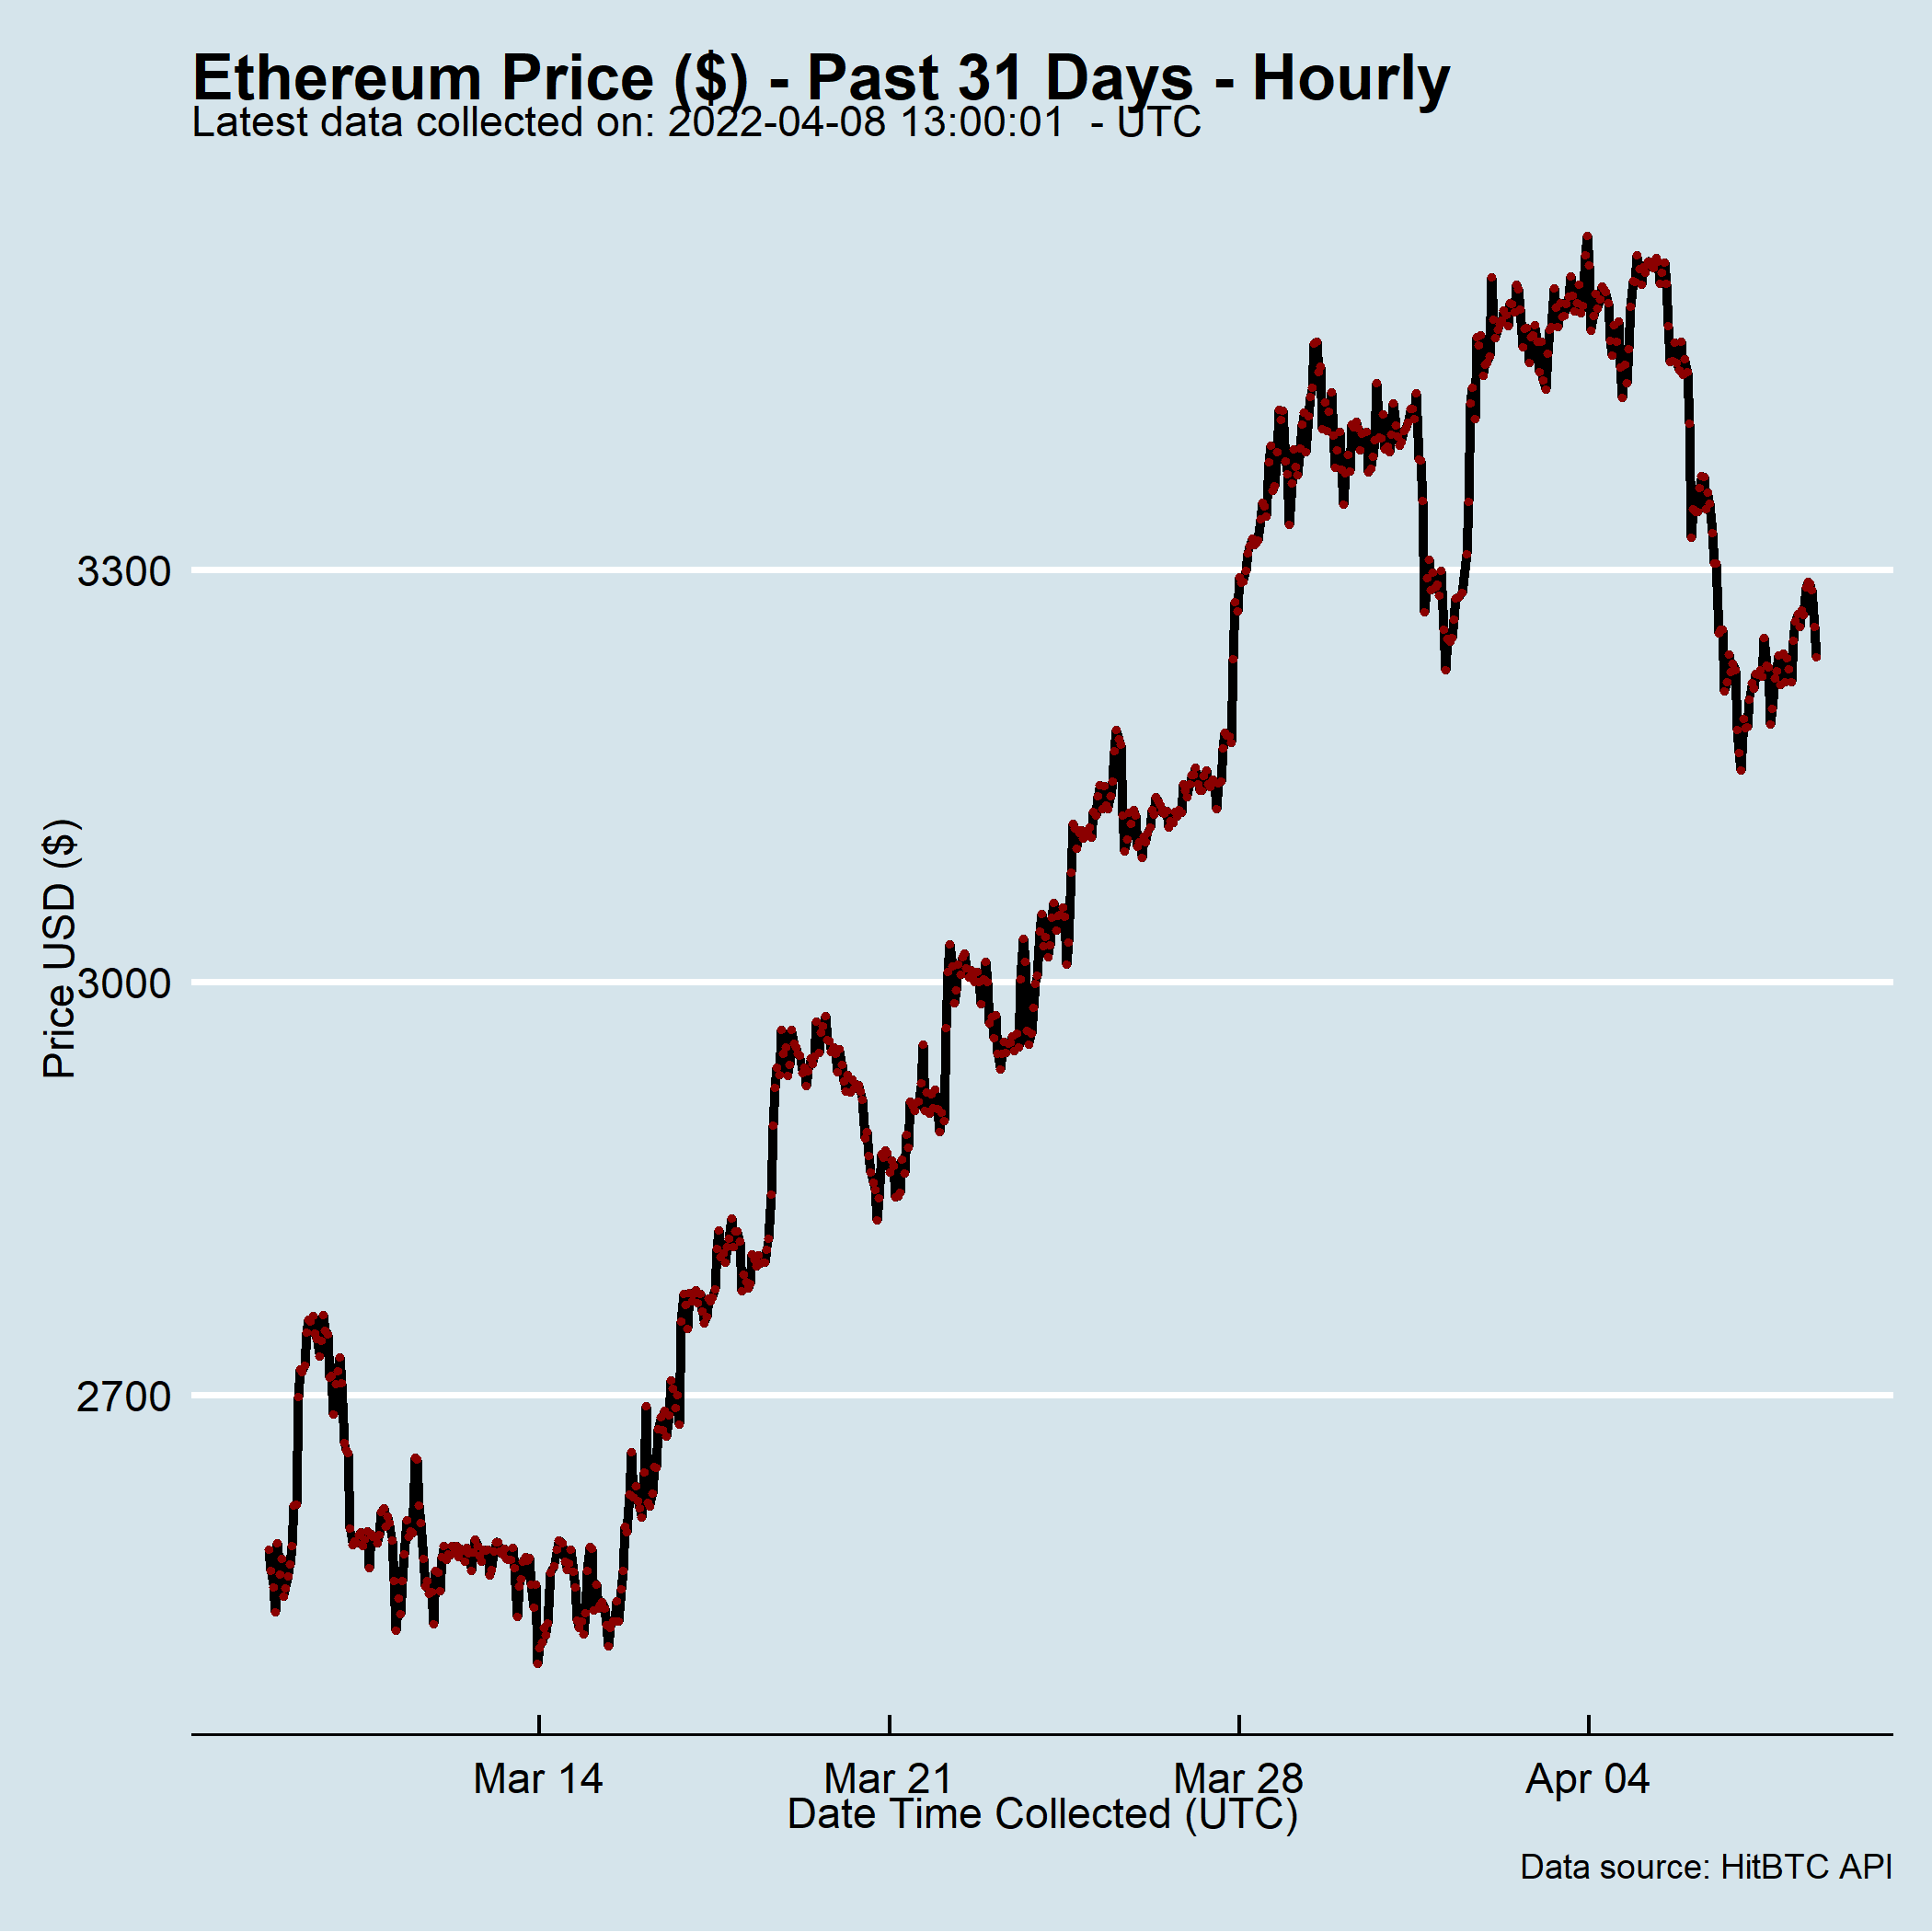 Ethereum Price ($) - Past 31 Days - Hourly
Latest data collected on: 2022-04-08 13:00:01  - UTC
3300
3000
2700
Price USD ($)
Mar 14
Mar 21
Mar 28
Apr 04
Date Time Collected (UTC)
Data source: HitBTC API